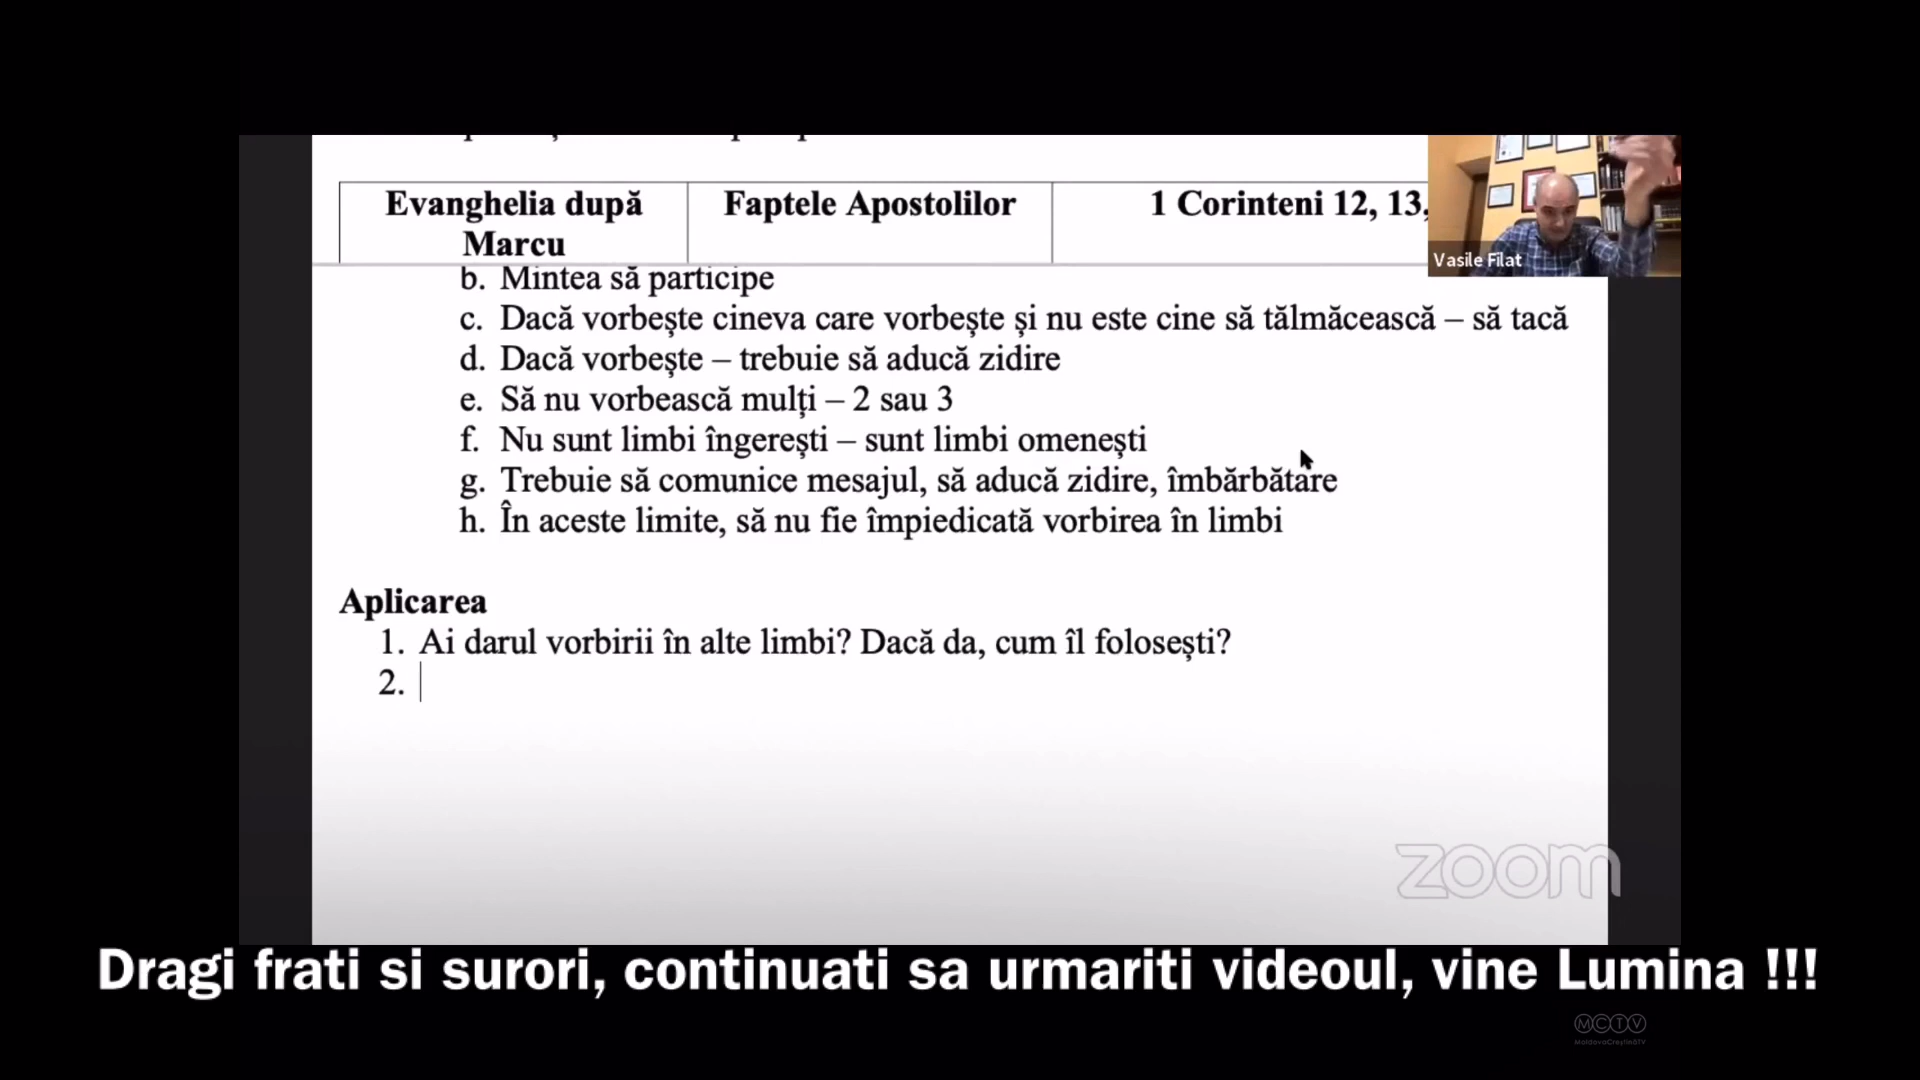 Evanghelia după
Marcu
Faptele Apostolilor
1 Corinteni 12, 13,
Vasile Filat
b. Mintea să participe
c. Dacă vorbește cineva care vorbește și nu este cine să tălmăcească – să tacă
d. Dacă vorbește – trebuie să aducă zidire
e. Să nu vorbească mulți – 2 sau 3
f. Nu sunt limbi îngerești – sunt limbi omenești
g. Trebuie să comunice mesajul, să aducă zidire, îmbărbătare
h. În aceste limite, să nu fie împiedicată vorbirea în limbi
Aplicarea
1. Ai darul vorbirii în alte limbi? Dacă da, cum îl folosești?
2.
zoom
Dragi frati si surori, continuati sa urmariti videoul, vine Lumina !!!
MCTV
MoldovaCreștinăTV